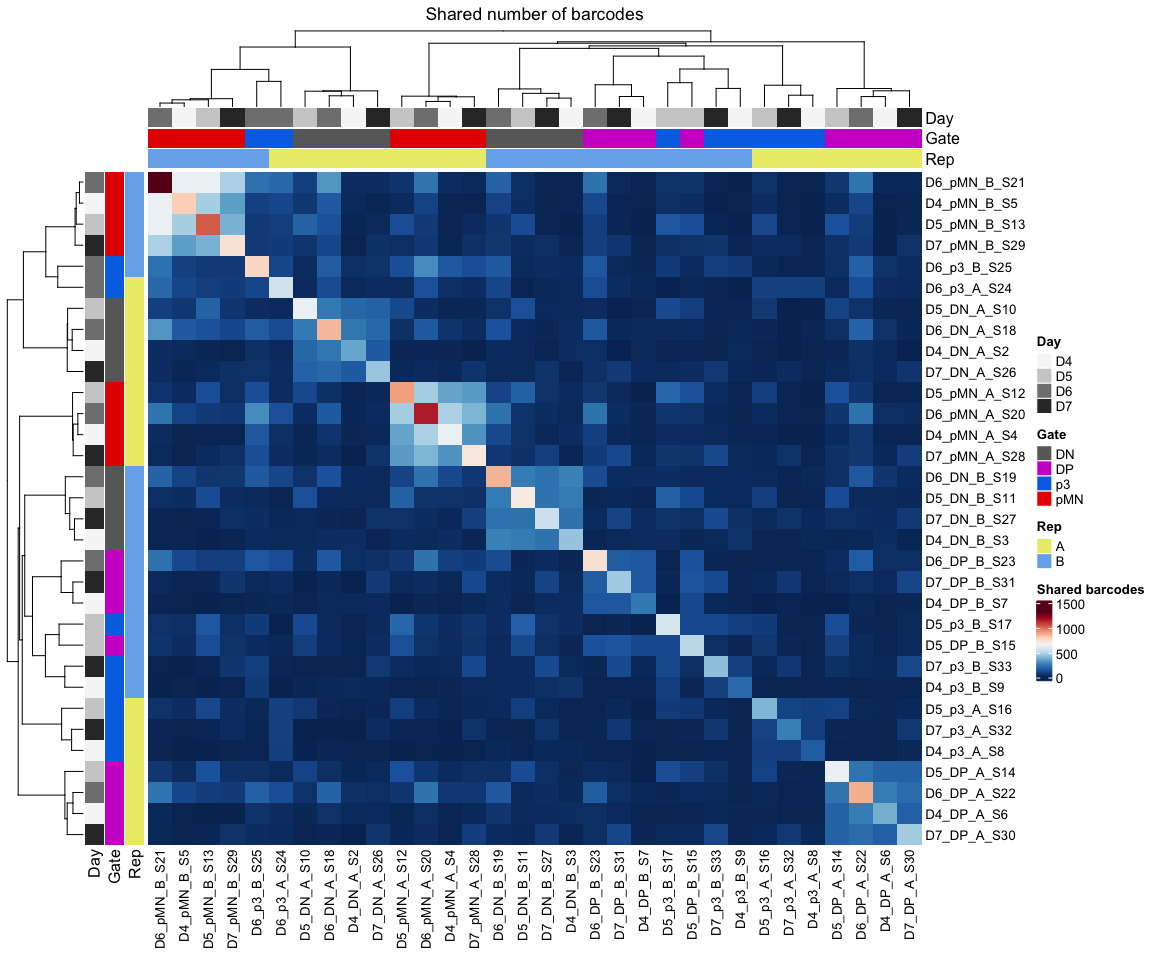 Shared number of barcodes
Day
Gate
Rep
D6_pMN_B_S21
D4_pMN_B_S5
D5_pMN_B_S13
D7_pMN_B_S29
D6_p3_B_S25
D6_p3_A_S24
D5_DN_A_S10
D6_DN_A_S18
D4_DN_A_S2
D7_DN_A_S26
D5_pMN_A_S12
D6_pMN_A_S20
D4_pMN_A_S4
D7_pMN_A_S28
D6_DN_B_S19
D5_DN_B_S11
D7_DN_B_S27
D4_DN_B_S3
D6_DP_B_S23
D7_DP_B_S31
D4_DP_B_S7
D5_p3_B_S17
D5_DP_B_S15
D7_p3_B_S33
D4_p3_B_S9
D5_p3_A_S16
D7_p3_A_S32
D4_p3_A_S8
D5_DP_A_S14
D6_DP_A_S22
D4_DP_A_S6
D7_DP_A_S30
Day
Gate
Rep
D6_pMN_B_S21
D4_pMN_B_S5
D5_pMN_B_S13
D7_pMN_B_S29
D6_p3_B_S25
D6_p3_A_S24
D5_DN_A_S10
D6_DN_A_S18
D4_DN_A_S2
D7_DN_A_S26
D5_pMN_A_S12
D6_pMN_A_S20
D4_pMN_A_S4
D7_pMN_A_S28
D6_DN_B_S19
D5_DN_B_S11
D7_DN_B_S27
D4_DN_B_S3
D6_DP_B_S23
D7_DP_B_S31
D4_DP_B_S7
D5_p3_B_S17
D5_DP_B_S15
D7_p3_B_S33
D4_p3_B_S9
D5_p3_A_S16
D7_p3_A_S32
D4_p3_A_S8
D5_DP_A_S14
D6_DP_A_S22
D4_DP_A_S6
D7_DP_A_S30
Day
D4
D5
D6
D7
Gate
DN
DP
p3
pMN
Rep
A
B
Shared barcodes
1500
1000
500
0